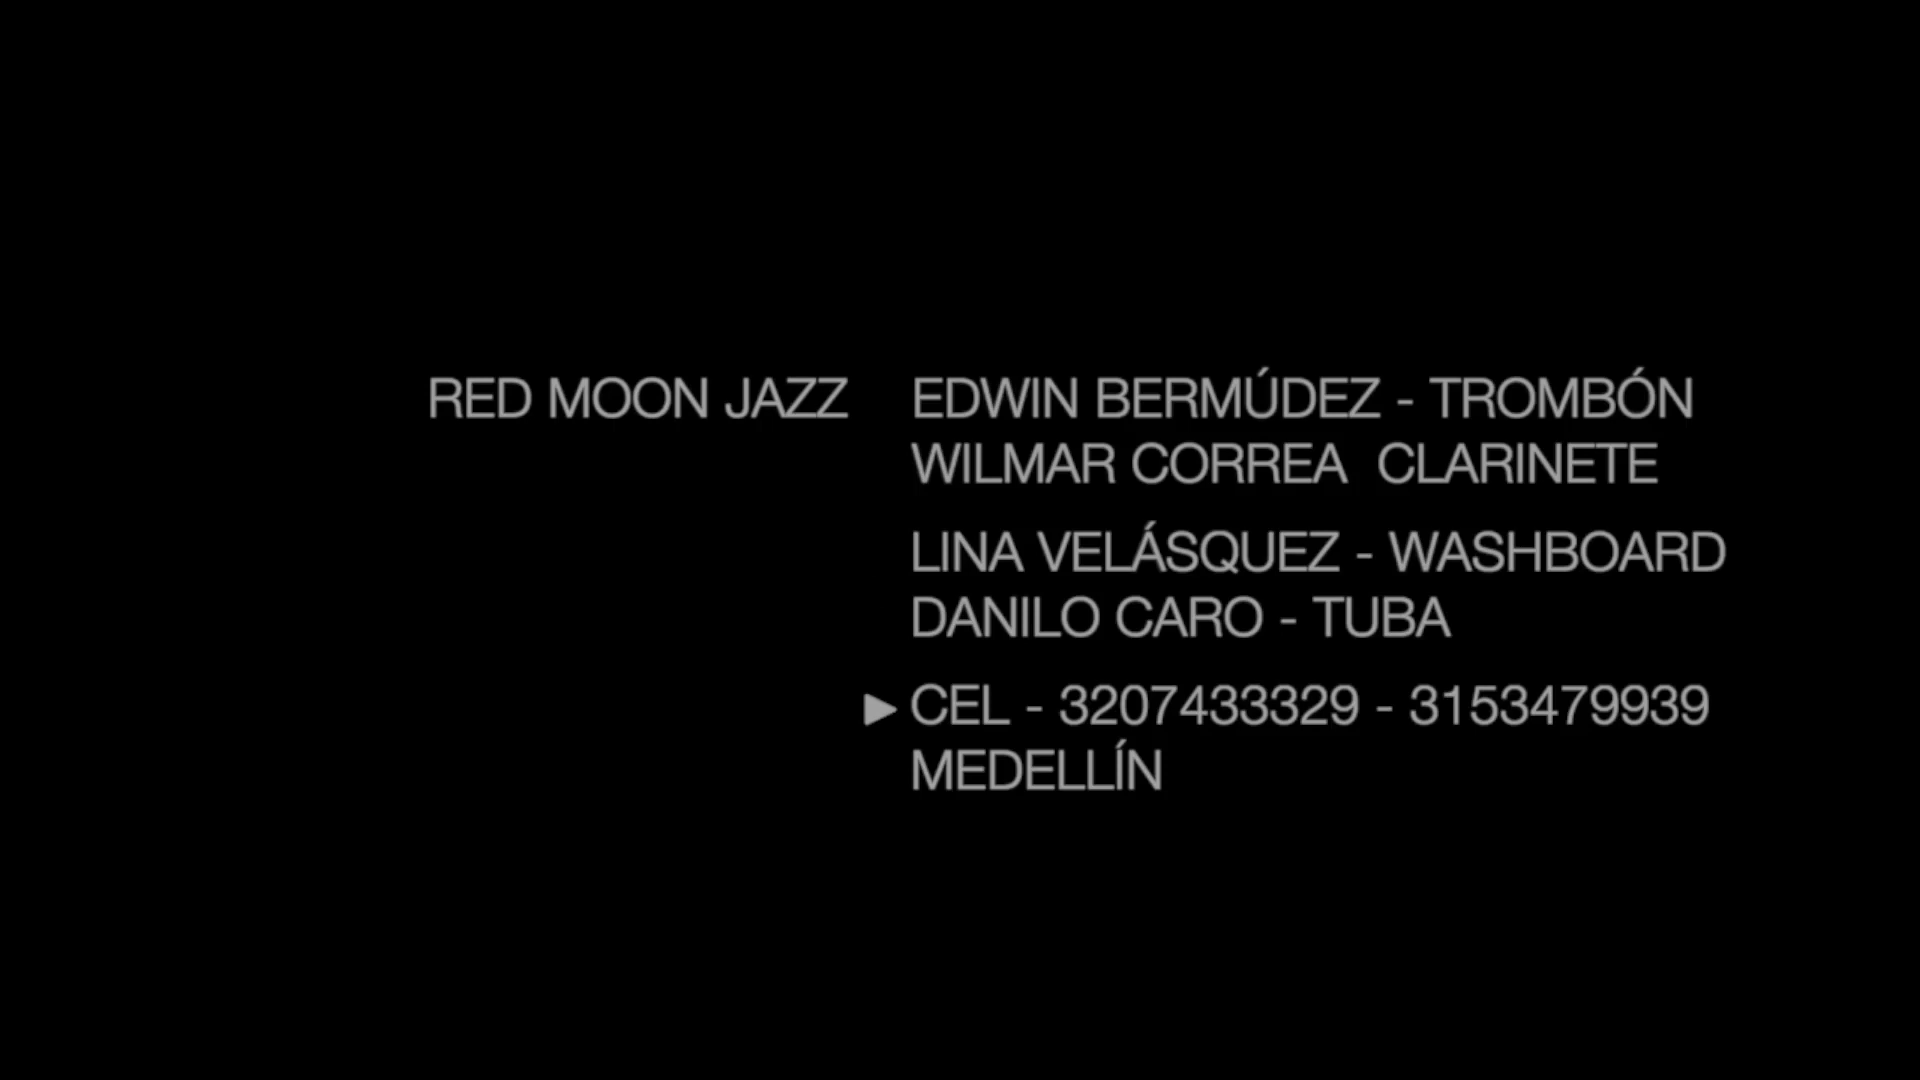 RED MOON JAZZ EDWIN BERMÚDEZ - TROMBÓN
WILMAR CORREA  CLARINETE
LINA VELÁSQUEZ - WASHBOARD
DANILO CARO - TUBA
▶ CEL - 3207433329 - 3153479939
MEDELLÍN